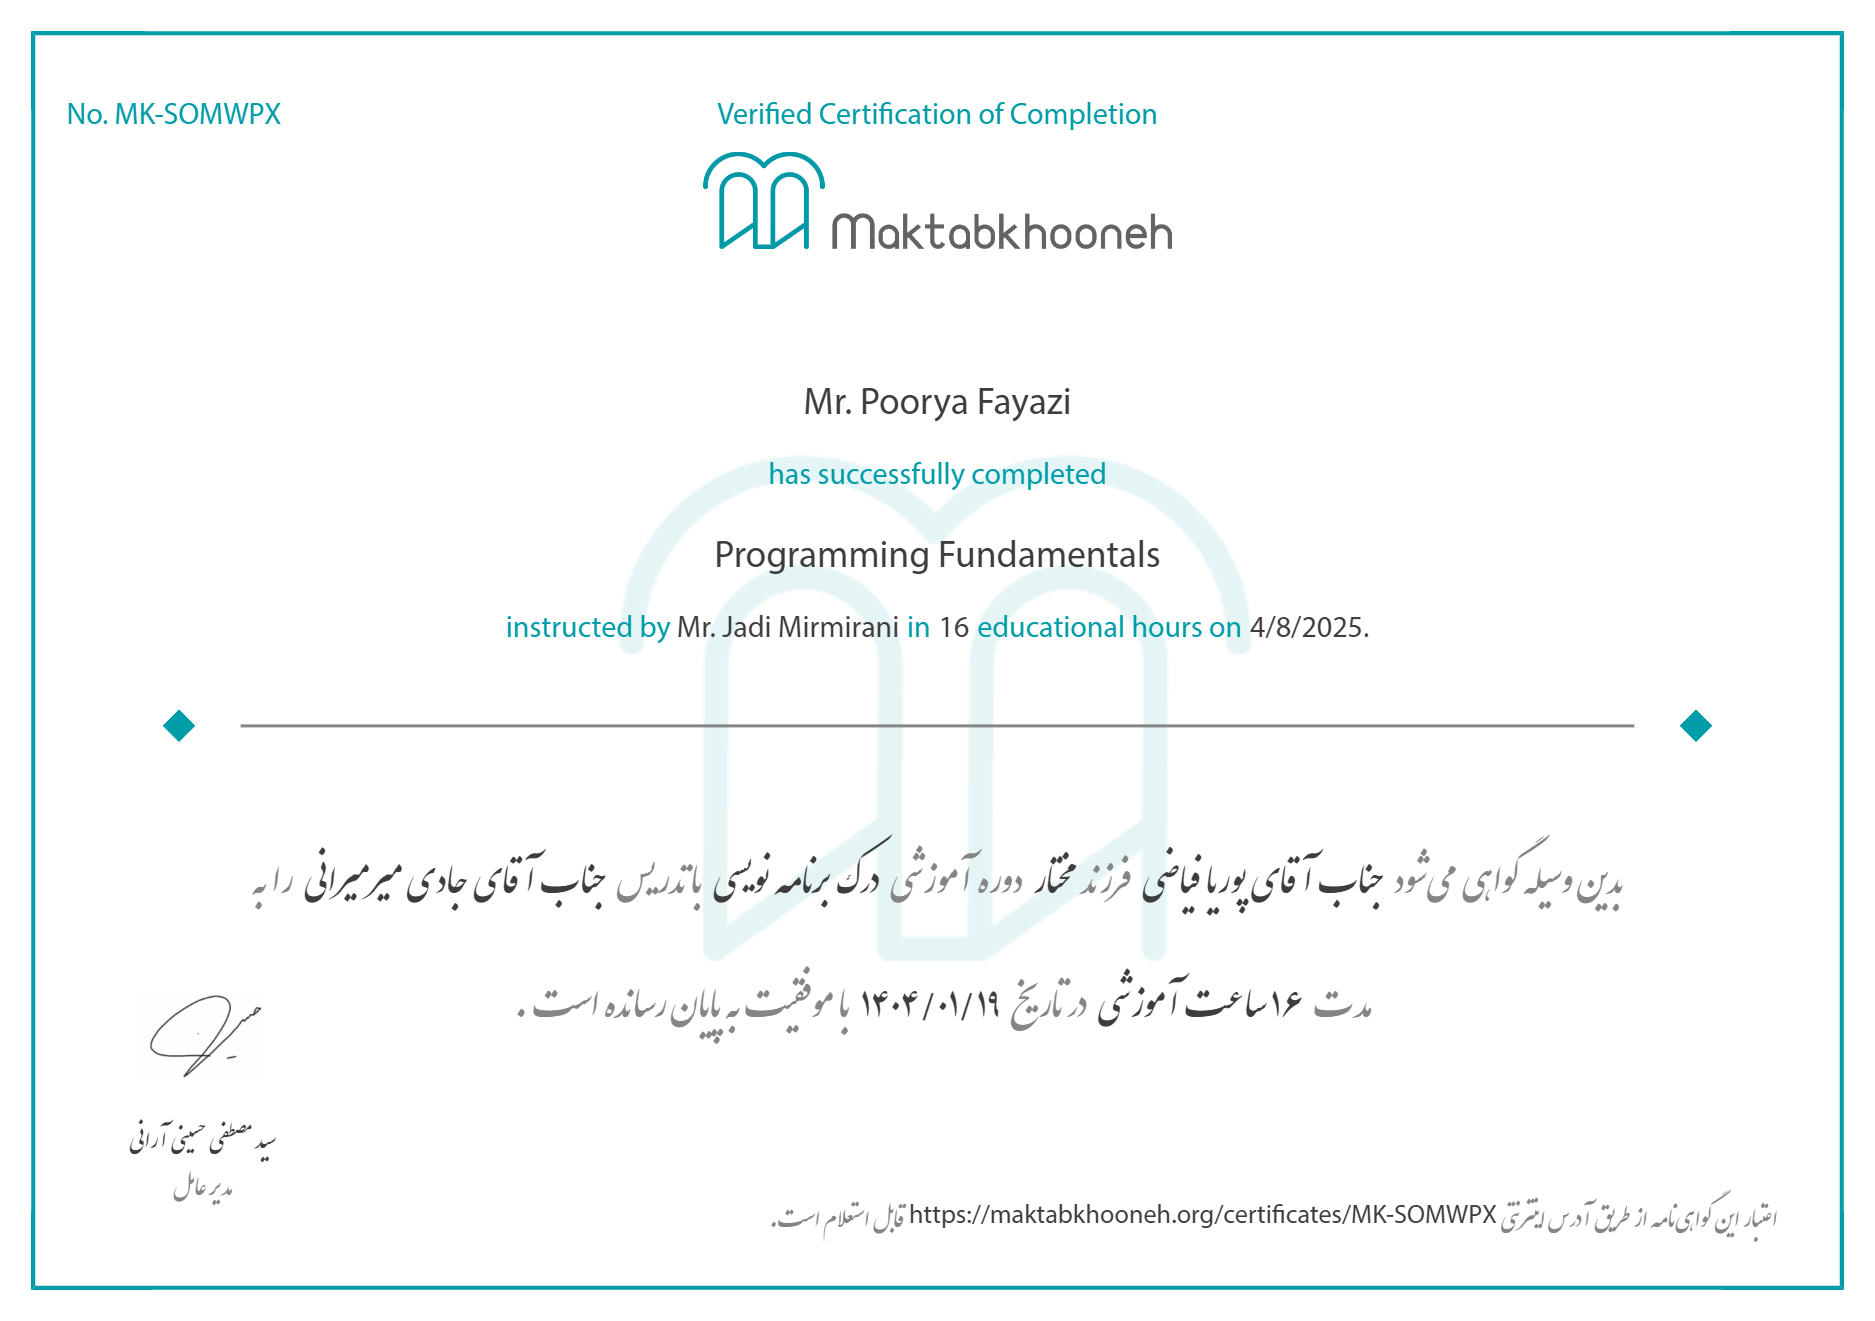 No. MK-SOMWPX
Verified Certification of Completion
Maktabkhooneh
Mr. Poorya Fayazi
has successfully completed
Programming Fundamentals
instructed by Mr. Jadi Mirmirani in 16 educational hours on 4/8/2025.
بدین وسیله گواهی می‌شود جناب آقای پوریا فیاضی فرزند مختار دوره آموزشی درک برنامه نویسی با تدریس جناب آقای جادی میرمیرانی را به
مدت ۱۶ ساعت آموزشی در تاریخ ۱۴۰۴/۰۱/۱۹ با موفقیت به پایان رسانده است .
حسینی
سید مصطفی حسینی آرانی
مدیر عامل
اعتبار این گواهی‌نامه از طریق آدرس اینترنتی https://maktabkhooneh.org/certificates/MK-SOMWPX قابل استعلام است.